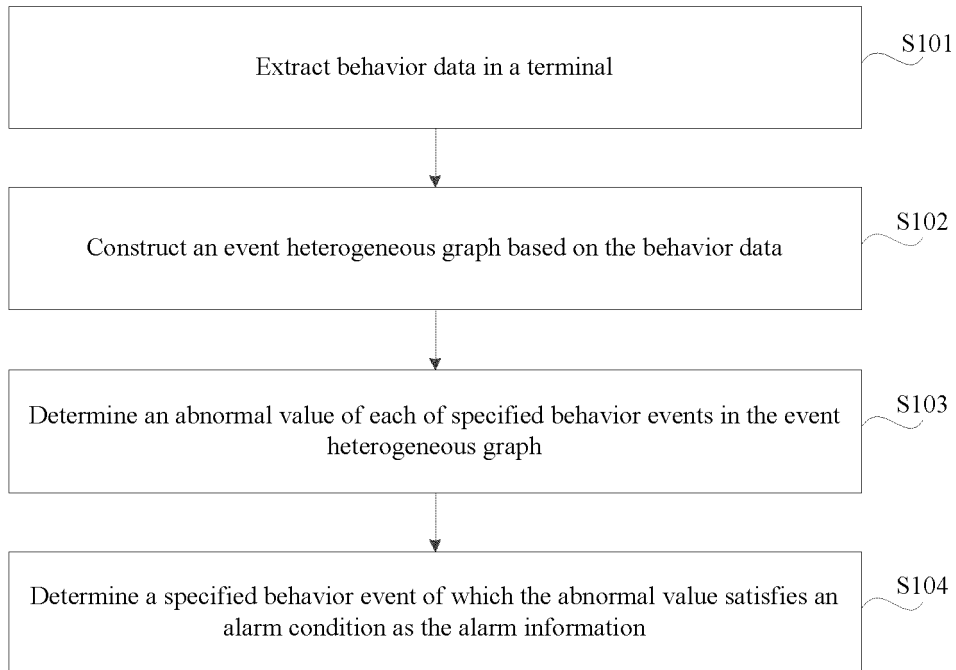 Extract behavior data in a terminal
S101
Construct an event heterogeneous graph based on the behavior data
S102
Determine an abnormal value of each of specified behavior events in the event
heterogeneous graph
S103
Determine a specified behavior event of which the abnormal value satisfies an
alarm condition as the alarm information
S104